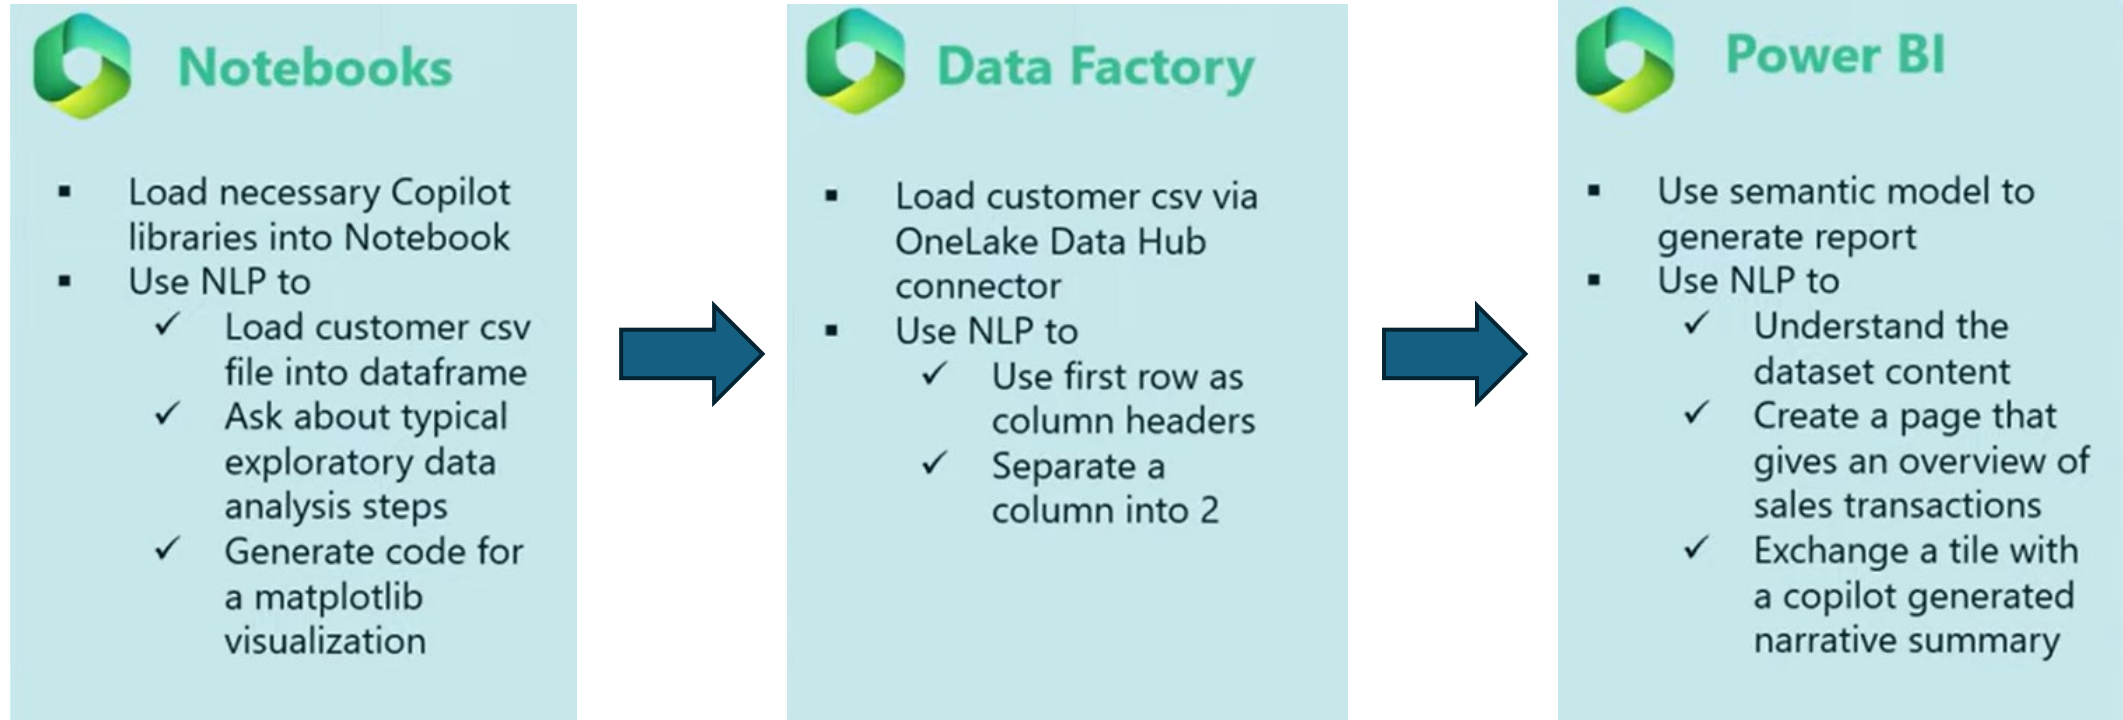 Notebooks
▪ Load necessary Copilot
libraries into Notebook
▪ Use NLP to
✓ Load customer csv
file into dataframe
✓ Ask about typical
exploratory data
analysis steps
✓ Generate code for
a matplotlib
visualization
Data Factory
▪ Load customer csv via
OneLake Data Hub
connector
▪ Use NLP to
✓ Use first row as
column headers
✓ Separate a
column into 2
Power BI
▪ Use semantic model to
generate report
▪ Use NLP to
✓ Understand the
dataset content
✓ Create a page that
gives an overview of
sales transactions
✓ Exchange a tile with
a copilot generated
narrative summary